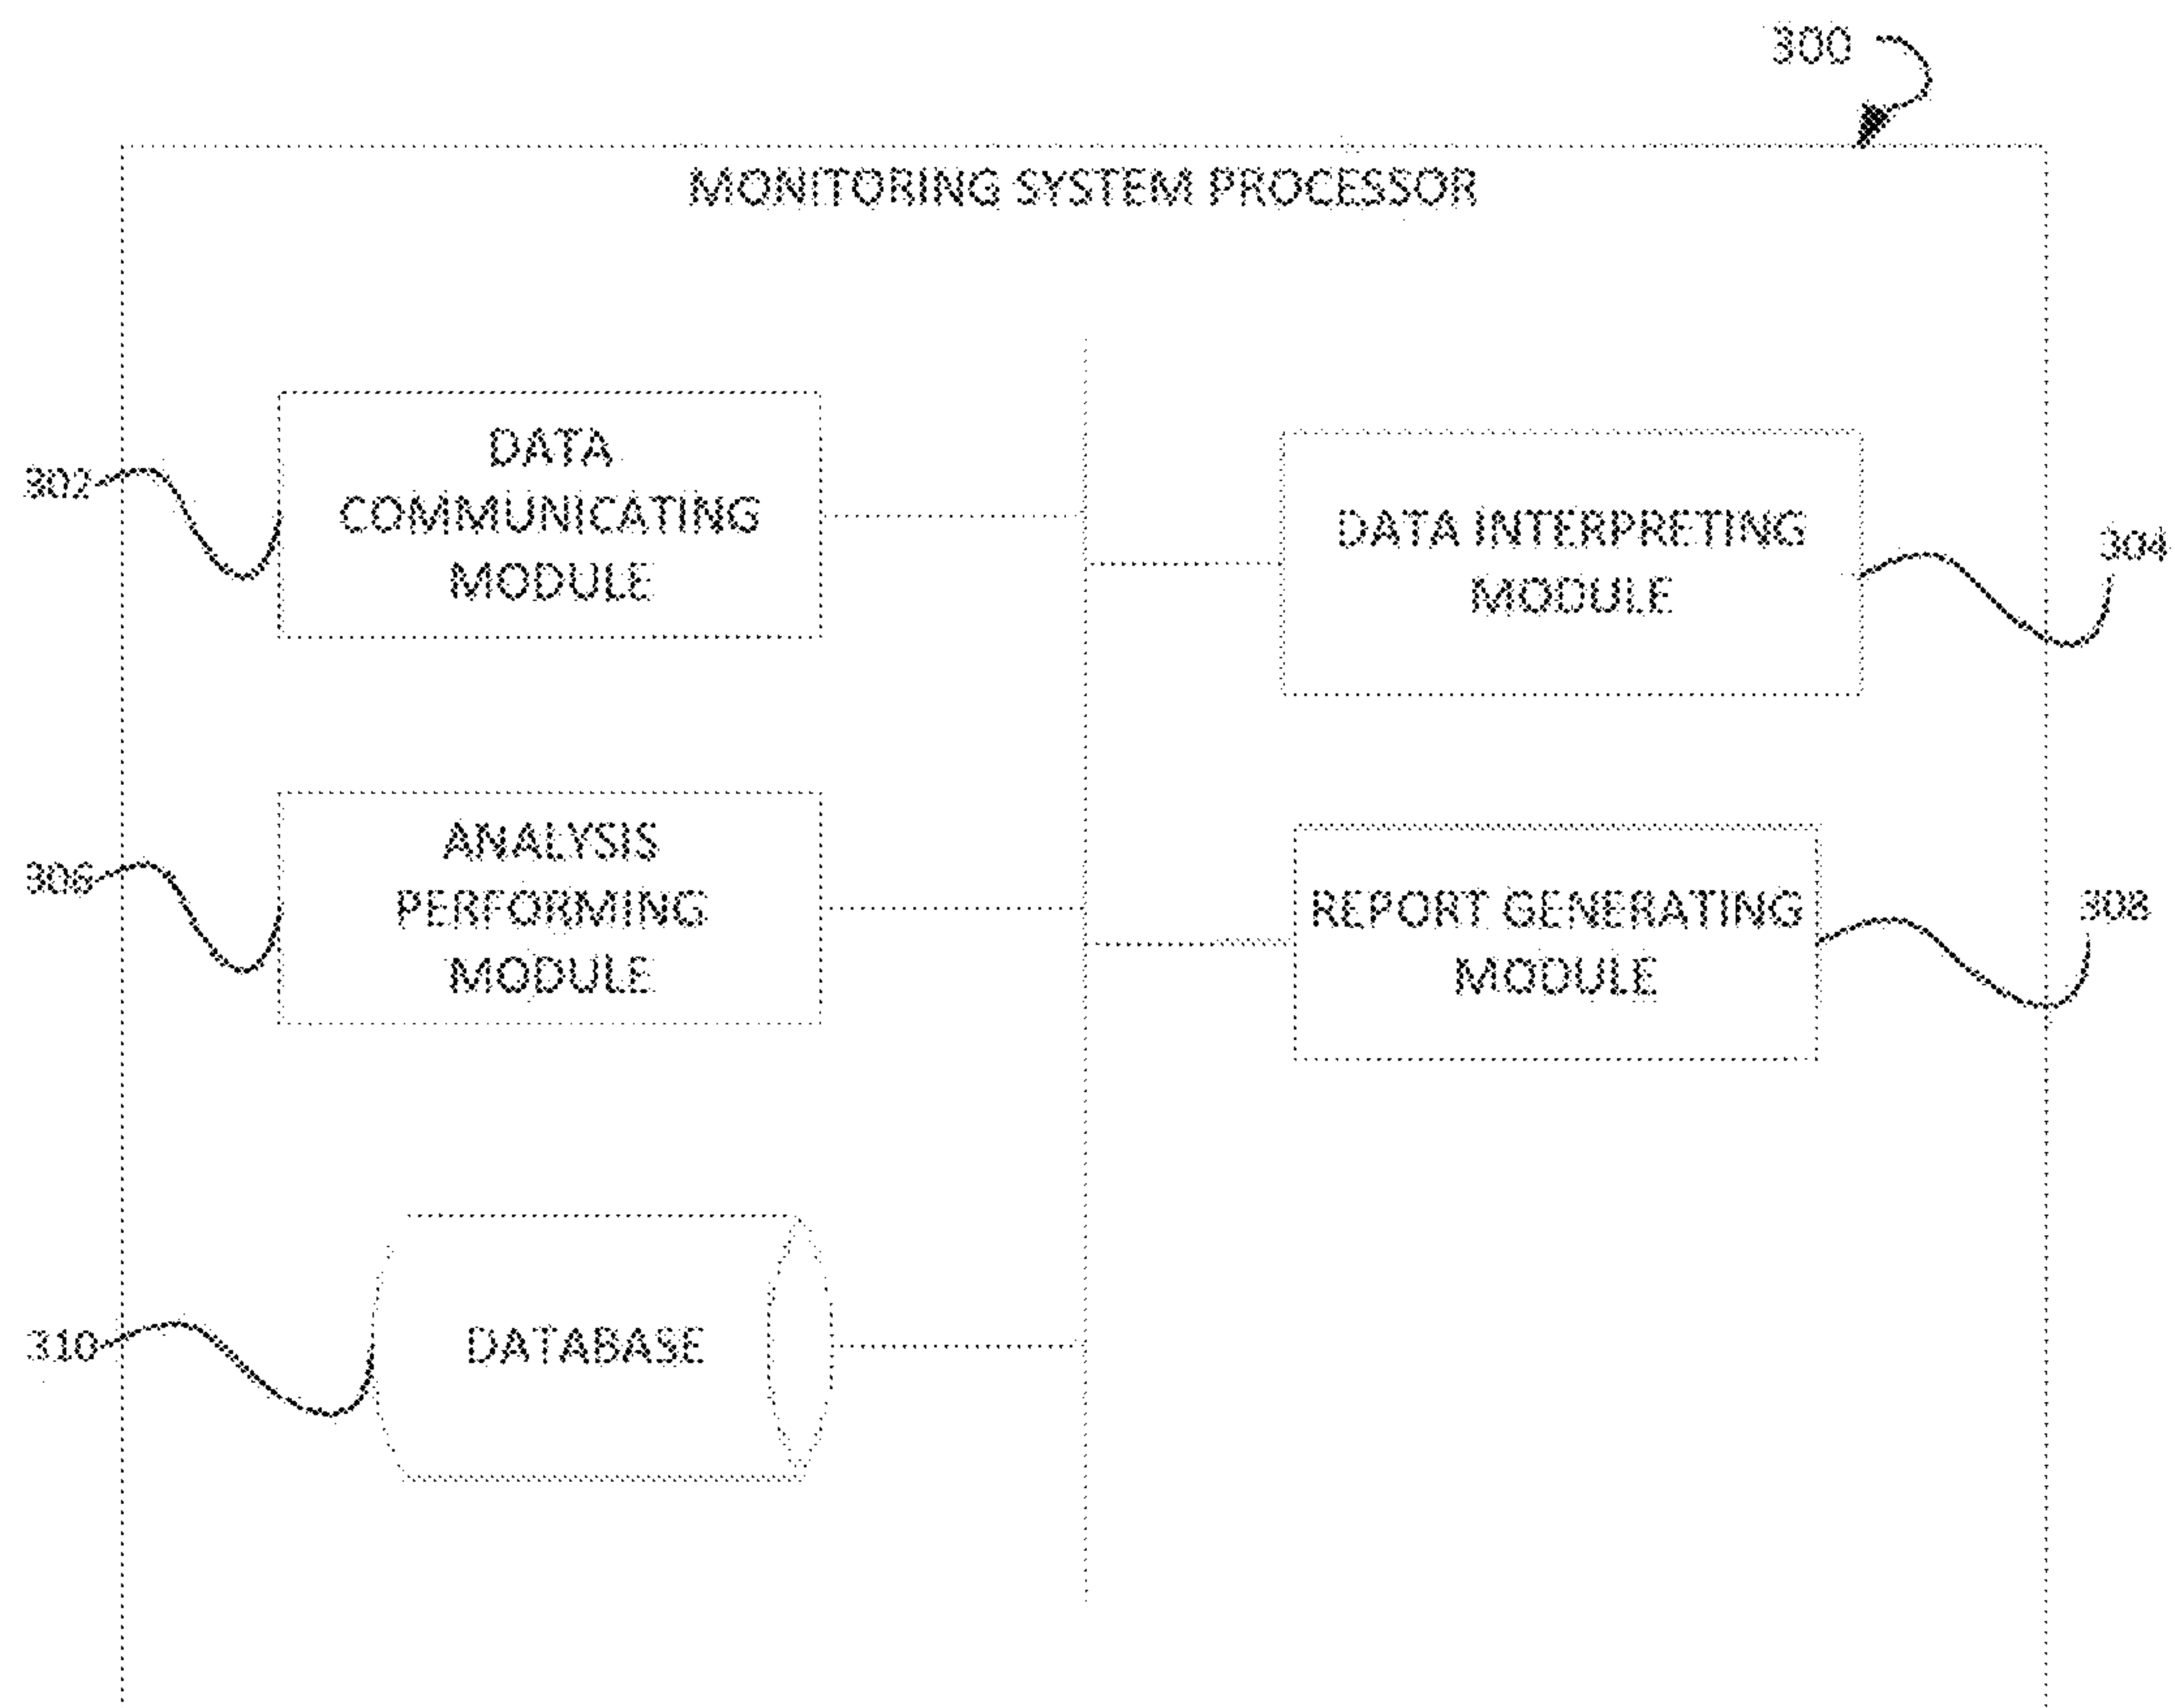 300
MONITORING SYSTEM PROCESSOR
302
DATA
COMMUNICATING
MODULE
DATA INTERPRETING
MODULE
304
306
ANALYSIS
PERFORMING
MODULE
REPORT GENERATING
MODULE
308
310
DATABASE